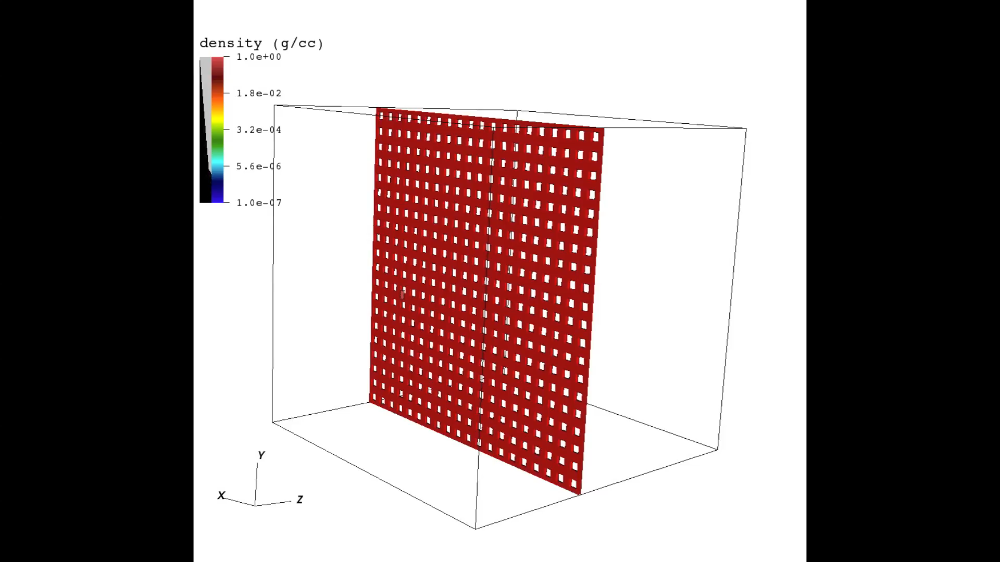 density (g/cc)
1.0e+00
1.8e-02
3.2e-04
5.6e-06
1.0e-07
Y
X
Z